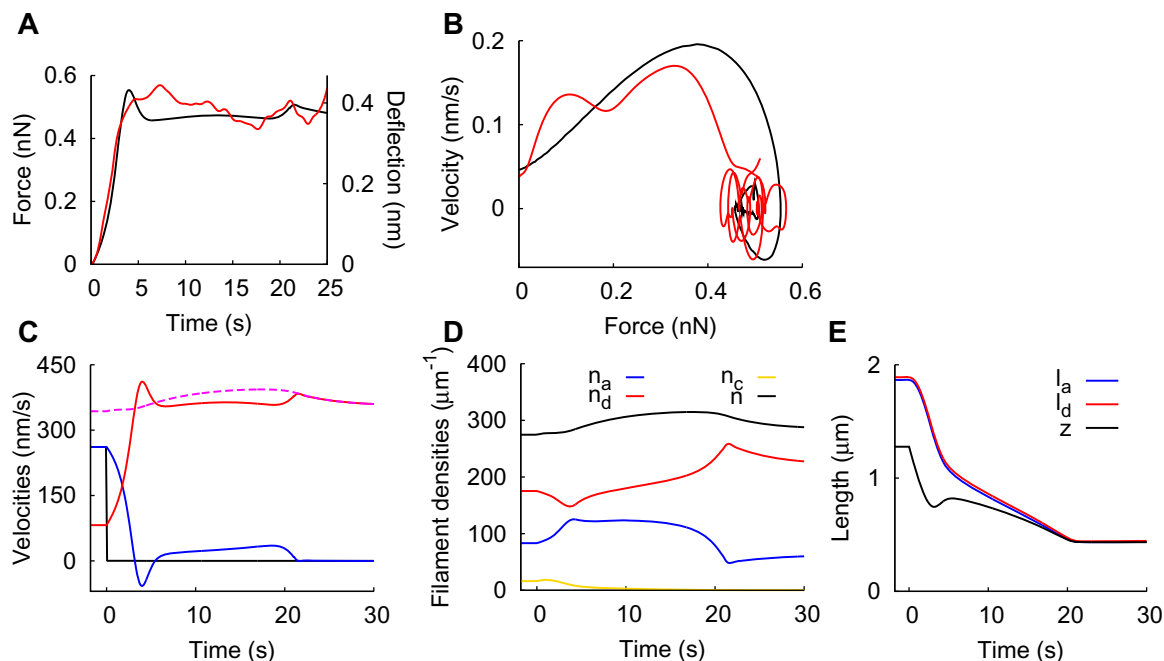 A
Force (nN)
0.6
0.4
0.2
0
0.4
0.2
0
Deflection (nm)
0 5 10 15 20 25
Time (s)
B
Velocity (nm/s)
0.2
0.1
0
0 0.2 0.4 0.6
Force (nN)
C
Velocities (nm/s)
450
300
150
0
0 10 20 30
Time (s)
D
Filament densities (μm⁻¹)
400
300
200
100
0
n_a n_c
n_d n
0 10 20 30
Time (s)
E
Length (μm)
2
1
0
l_a
l_d
z
0 10 20 30
Time (s)